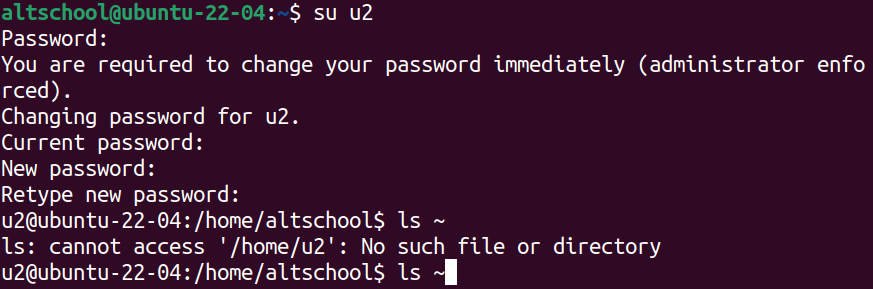 altschool@ubuntu-22-04:~$ su u2
Password:
You are required to change your password immediately (administrator enfo
rced).
Changing password for u2.
Current password:
New password:
Retype new password:
u2@ubuntu-22-04:/home/altschool$ ls ~
ls: cannot access '/home/u2': No such file or directory
u2@ubuntu-22-04:/home/altschool$ ls ~